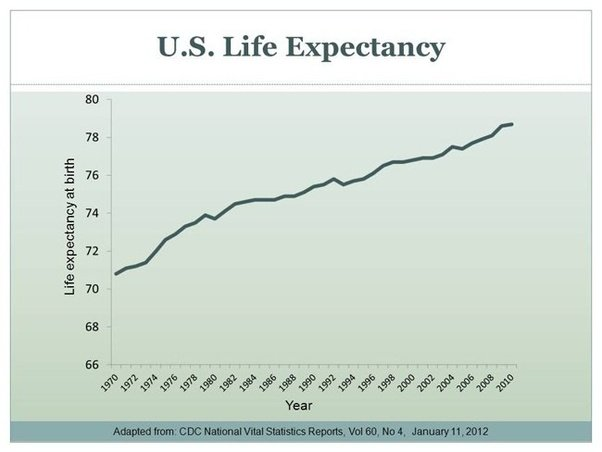 U.S. Life Expectancy
80
78
76
74
72
70
68
66
Life expectancy at birth
1970 1972 1974 1976 1978 1980 1982 1984 1986 1988 1990 1992 1994 1996 1998 2000 2002 2004 2006 2008 2010
Year
Adapted from: CDC National Vital Statistics Reports, Vol 60, No 4, January 11, 2012